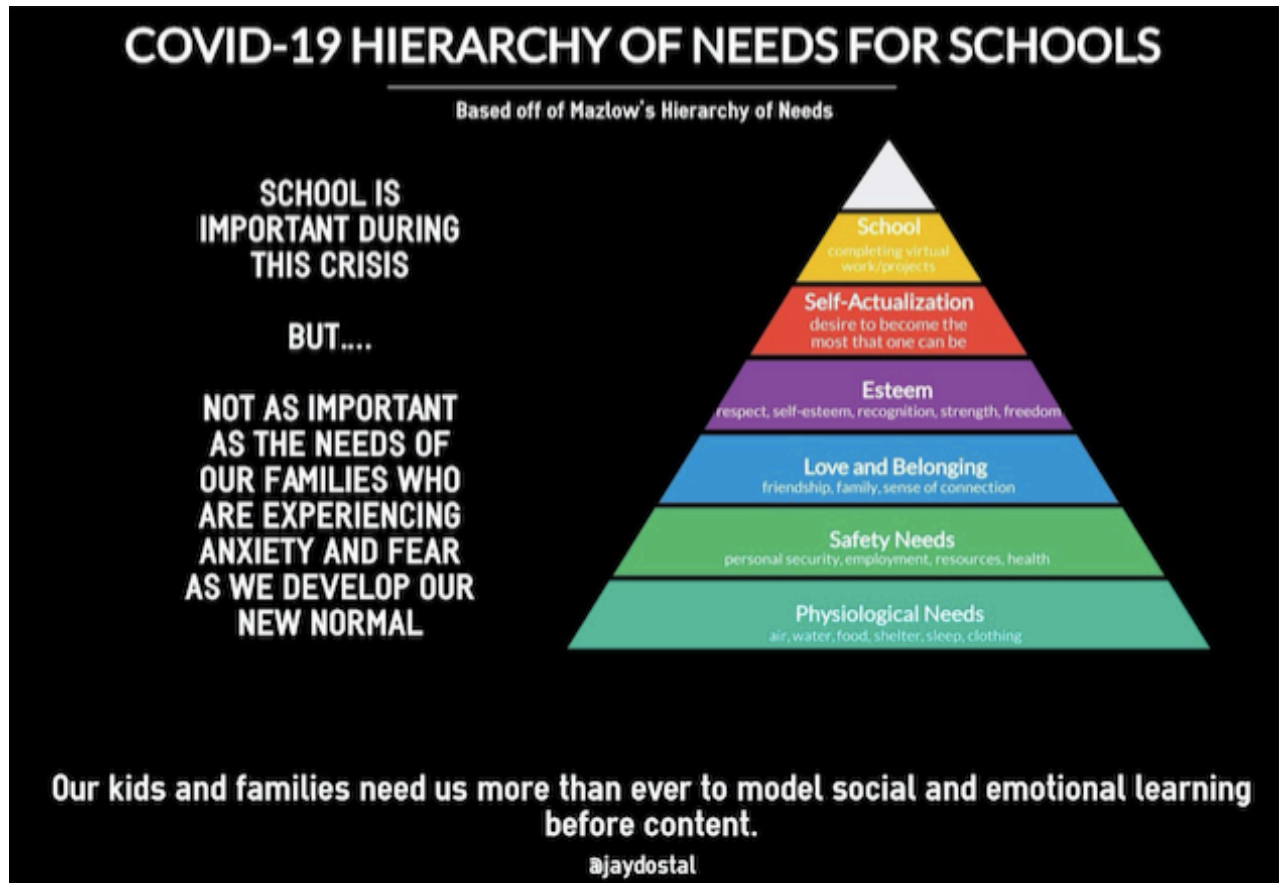 COVID-19 HIERARCHY OF NEEDS FOR SCHOOLS
Based off of Mazlow's Hierarchy of Needs
SCHOOL IS
IMPORTANT DURING
THIS CRISIS
BUT....
NOT AS IMPORTANT
AS THE NEEDS OF
OUR FAMILIES WHO
ARE EXPERIENCING
ANXIETY AND FEAR
AS WE DEVELOP OUR
NEW NORMAL
School
completing virtual
work/projects
Self-Actualization
desire to become the
most that one can be
Esteem
respect, self-esteem, recognition, strength, freedom
Love and Belonging
friendship, family, sense of connection
Safety Needs
personal security, employment, resources, health
Physiological Needs
air, water, food, shelter, sleep, clothing
Our kids and families need us more than ever to model social and emotional learning
before content.
@jaydostal